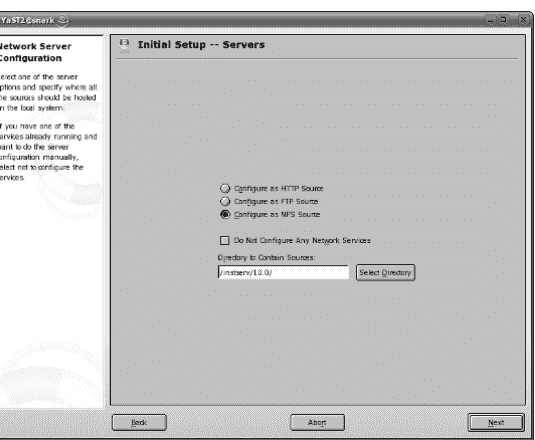 YaST2@snark
Network Server
Configuration
elect one of the server
ptions and specify where all
he sources should be hosted
n the local system.
f you have one of the
ervices already running and
ant to do the server
onfiguration manually,
elect not to configure the
ervices.
Initial Setup -- Servers
Configure as HTTP Source
Configure as FTP Source
Configure as NFS Source
Do Not Configure Any Network Services
Directory to Contain Sources:
/instserv/10.0/
Select Directory
Back
Abort
Next